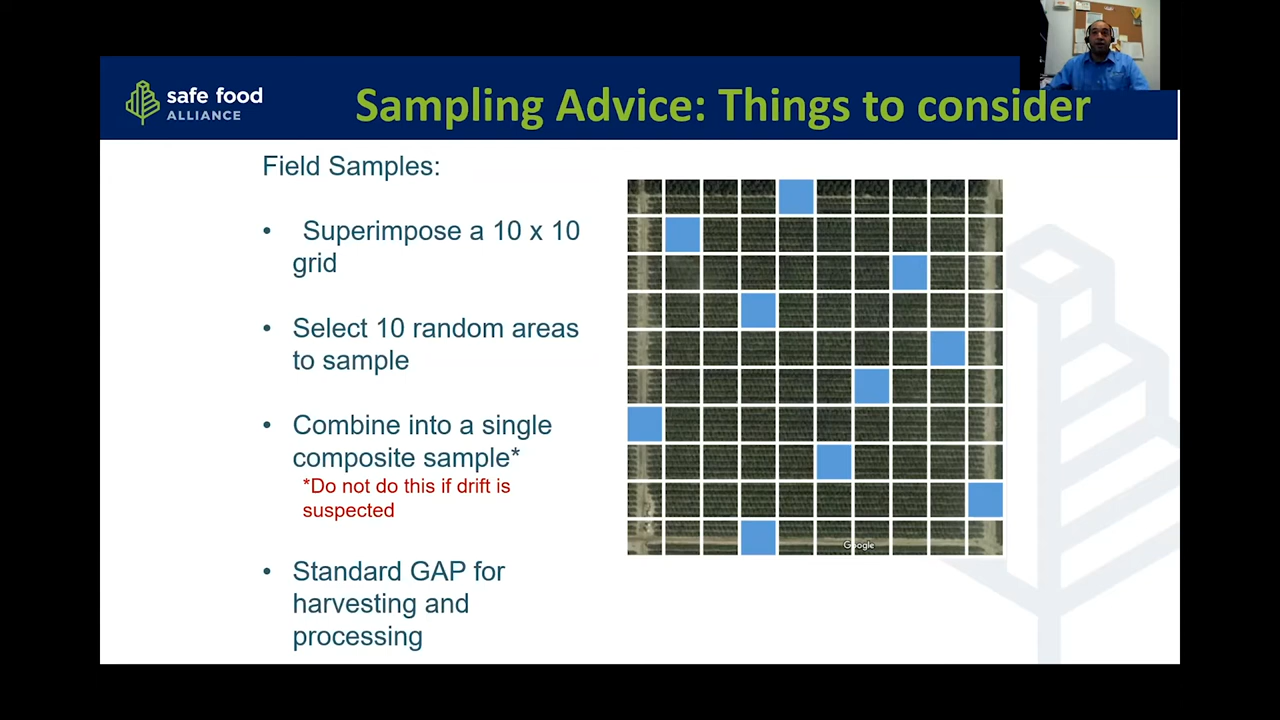 safe food
ALLIANCE
Sampling Advice: Things to consider
Field Samples:
• Superimpose a 10 x 10
grid
• Select 10 random areas
to sample
• Combine into a single
composite sample*
*Do not do this if drift is
suspected
• Standard GAP for
harvesting and
processing
Google